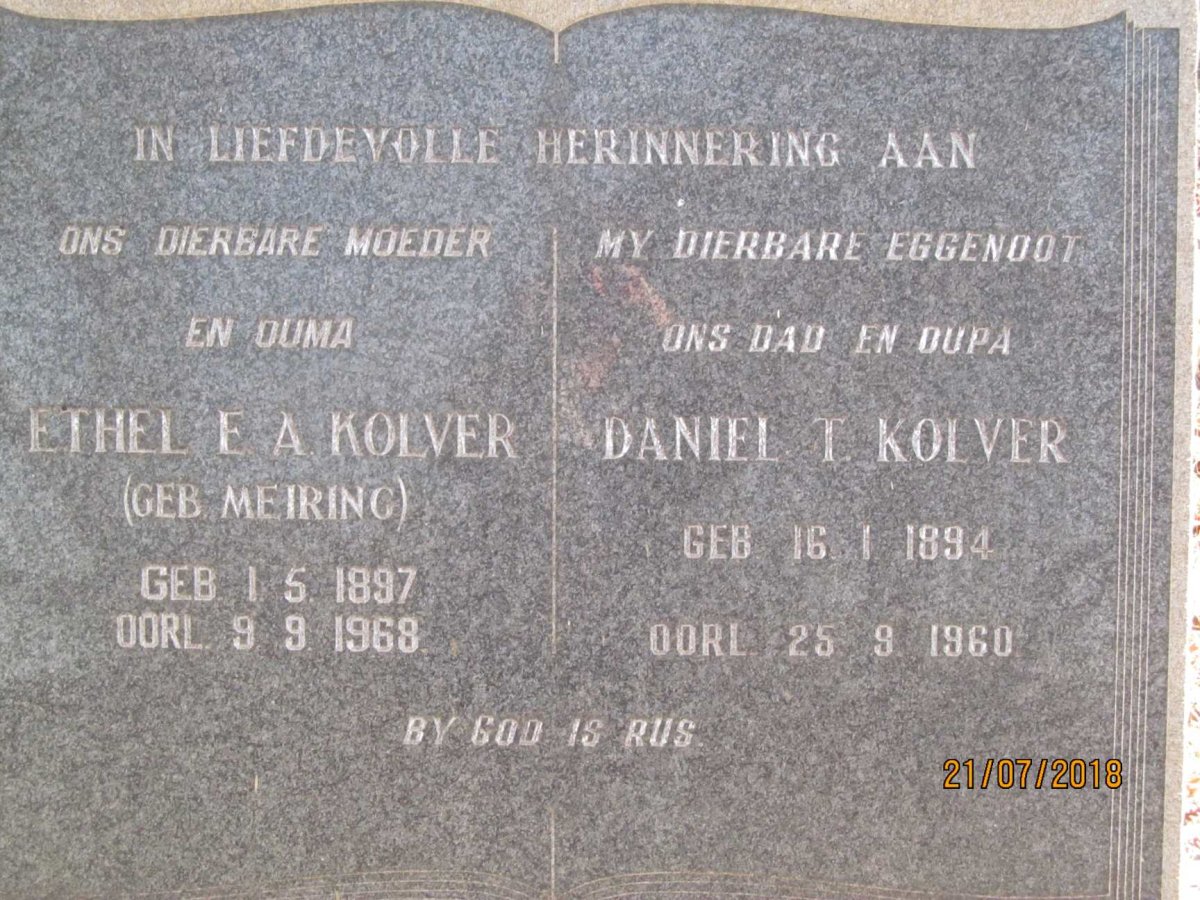 IN LIEFDEVOLLE HERINNERING AAN
ONS DIERBARE MOEDER
EN OUMA
ETHEL E. A. KOLVER
(GEB MEIRING)
GEB 1 5. 1897
OORL. 9 9. 1968.
MY DIERBARE EGGENOOT
ONS DAD EN OUPA
DANIEL T. KOLVER
GEB 16. 1 1894
OORL. 25 9. 1960
BY GOD IS RUS.
21/07/2018